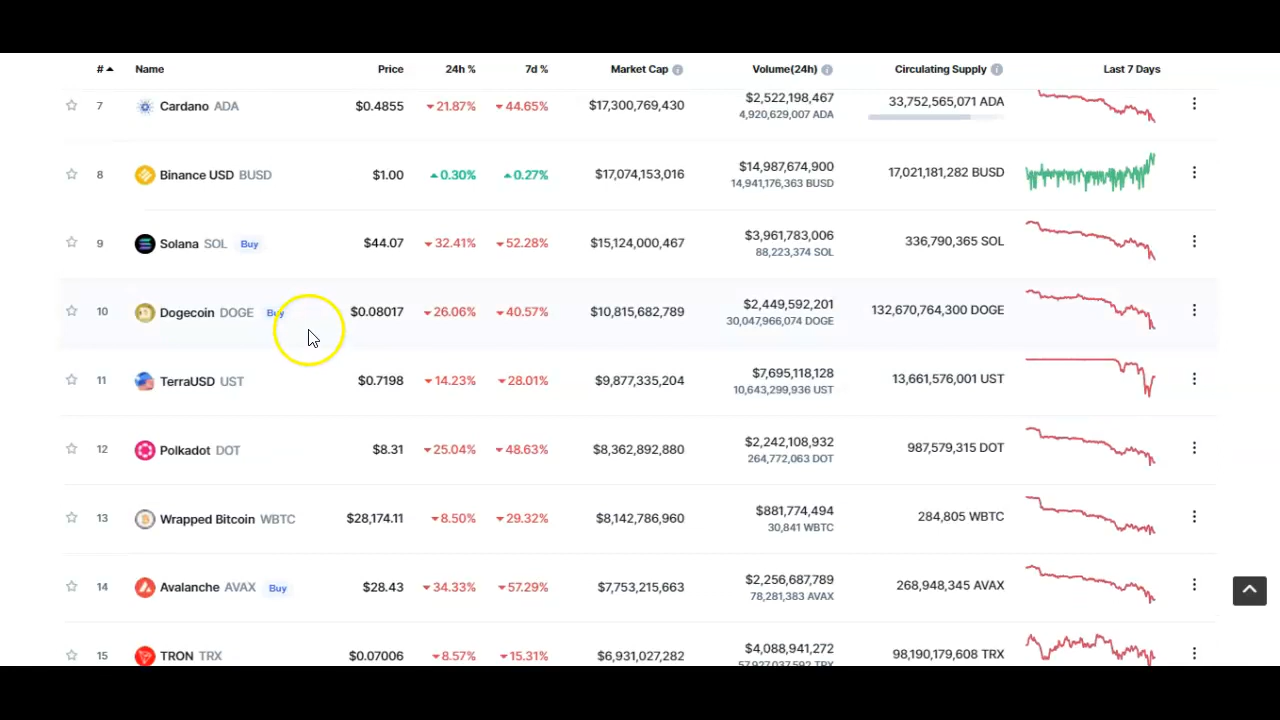 # Name Price 24h % 7d % Market Cap Volume(24h) Circulating Supply Last 7 Days
7 Cardano ADA $0.4855 21.87% 44.65% $17,300,769,430 $2,522,198,467 33,752,565,071 ADA
4,920,629,007 ADA
8 Binance USD BUSD $1.00 0.30% 0.27% $17,074,153,016 $14,987,674,900 17,021,181,282 BUSD
14,941,176,363 BUSD
9 Solana SOL Buy $44.07 32.41% 52.28% $15,124,000,467 $3,961,783,006 336,790,365 SOL
88,223,374 SOL
10 Dogecoin DOGE Buy $0.08017 26.06% 40.57% $10,815,682,789 $2,449,592,201 132,670,764,300 DOGE
30,047,966,074 DOGE
11 TerraUSD UST $0.7198 14.23% 28.01% $9,877,335,204 $7,695,118,128 13,661,576,001 UST
10,643,299,936 UST
12 Polkadot DOT $8.31 25.04% 48.63% $8,362,892,880 $2,242,108,932 987,579,315 DOT
264,772,063 DOT
13 Wrapped Bitcoin WBTC $28,174.11 8.50% 29.32% $8,142,786,960 $881,774,494 284,805 WBTC
30,841 WBTC
14 Avalanche AVAX Buy $28.43 34.33% 57.29% $7,753,215,663 $2,256,687,789 268,948,345 AVAX
78,281,383 AVAX
15 TRON TRX $0.07006 8.57% 15.31% $6,931,027,282 $4,088,941,272 98,190,179,608 TRX
TRX